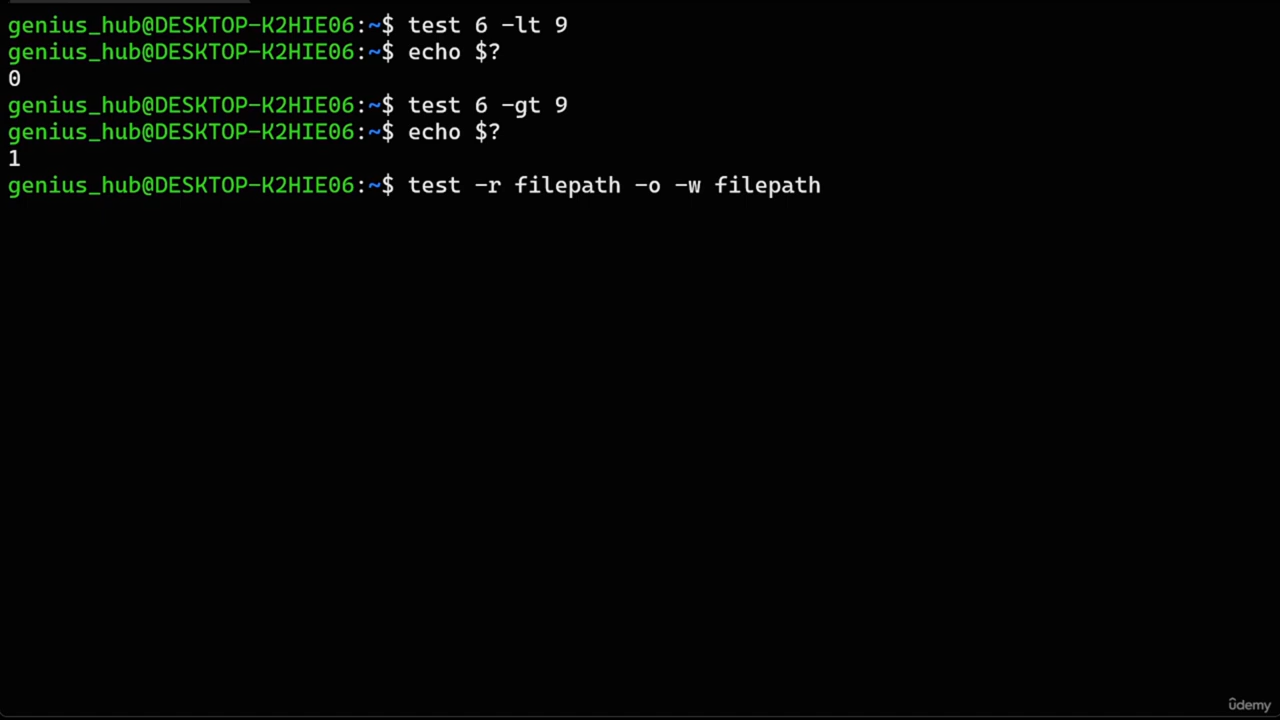 genius_hub@DESKTOP-K2HIE06:~$ test 6 -lt 9
genius_hub@DESKTOP-K2HIE06:~$ echo $?
0
genius_hub@DESKTOP-K2HIE06:~$ test 6 -gt 9
genius_hub@DESKTOP-K2HIE06:~$ echo $?
1
genius_hub@DESKTOP-K2HIE06:~$ test -r filepath -o -w filepath
ûdemy